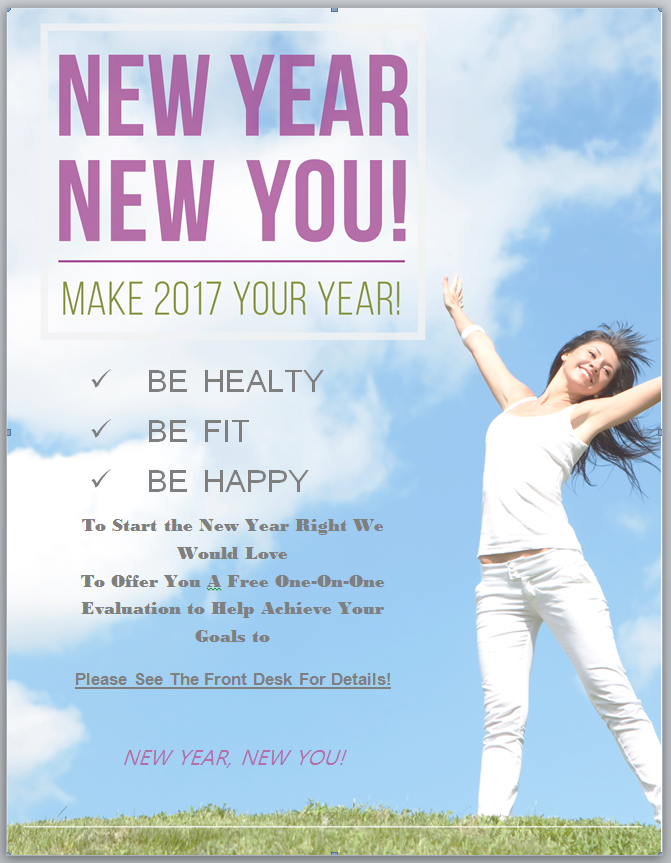 NEW YEAR
NEW YOU!
MAKE 2017 YOUR YEAR!
✓ BE HEALTY
✓ BE FIT
✓ BE HAPPY
To Start the New Year Right We
Would Love
To Offer You A Free One-On-One
Evaluation to Help Achieve Your
Goals to
Please See The Front Desk For Details!
NEW YEAR, NEW YOU!